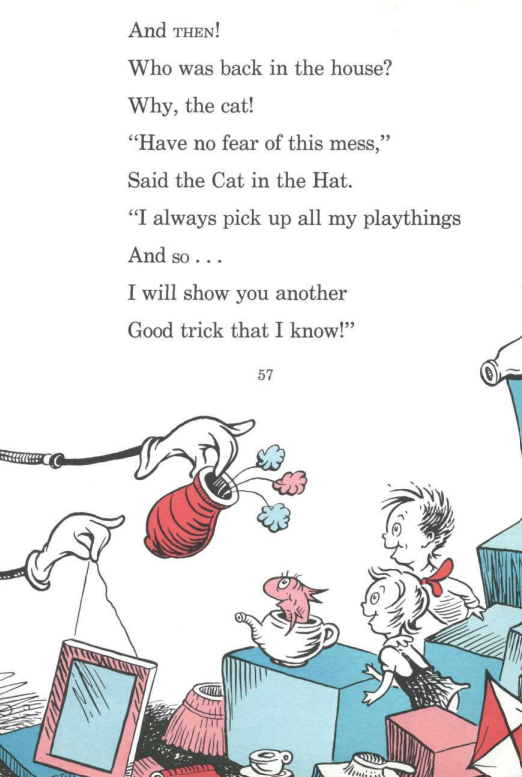 And THEN!
Who was back in the house?
Why, the cat!
“Have no fear of this mess,”
Said the Cat in the Hat.
“I always pick up all my playthings
And so . . .
I will show you another
Good trick that I know!”
57